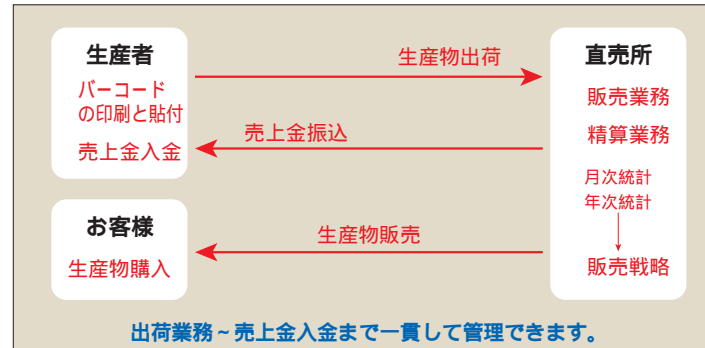 生産者
バーコード
の印刷と貼付
売上金入金
生産物出荷
売上金振込
直売所
販売業務
精算業務
月次統計
年次統計
販売戦略
お客様
生産物購入
生産物販売
出荷業務~売上金入金まで一貫して管理できます。